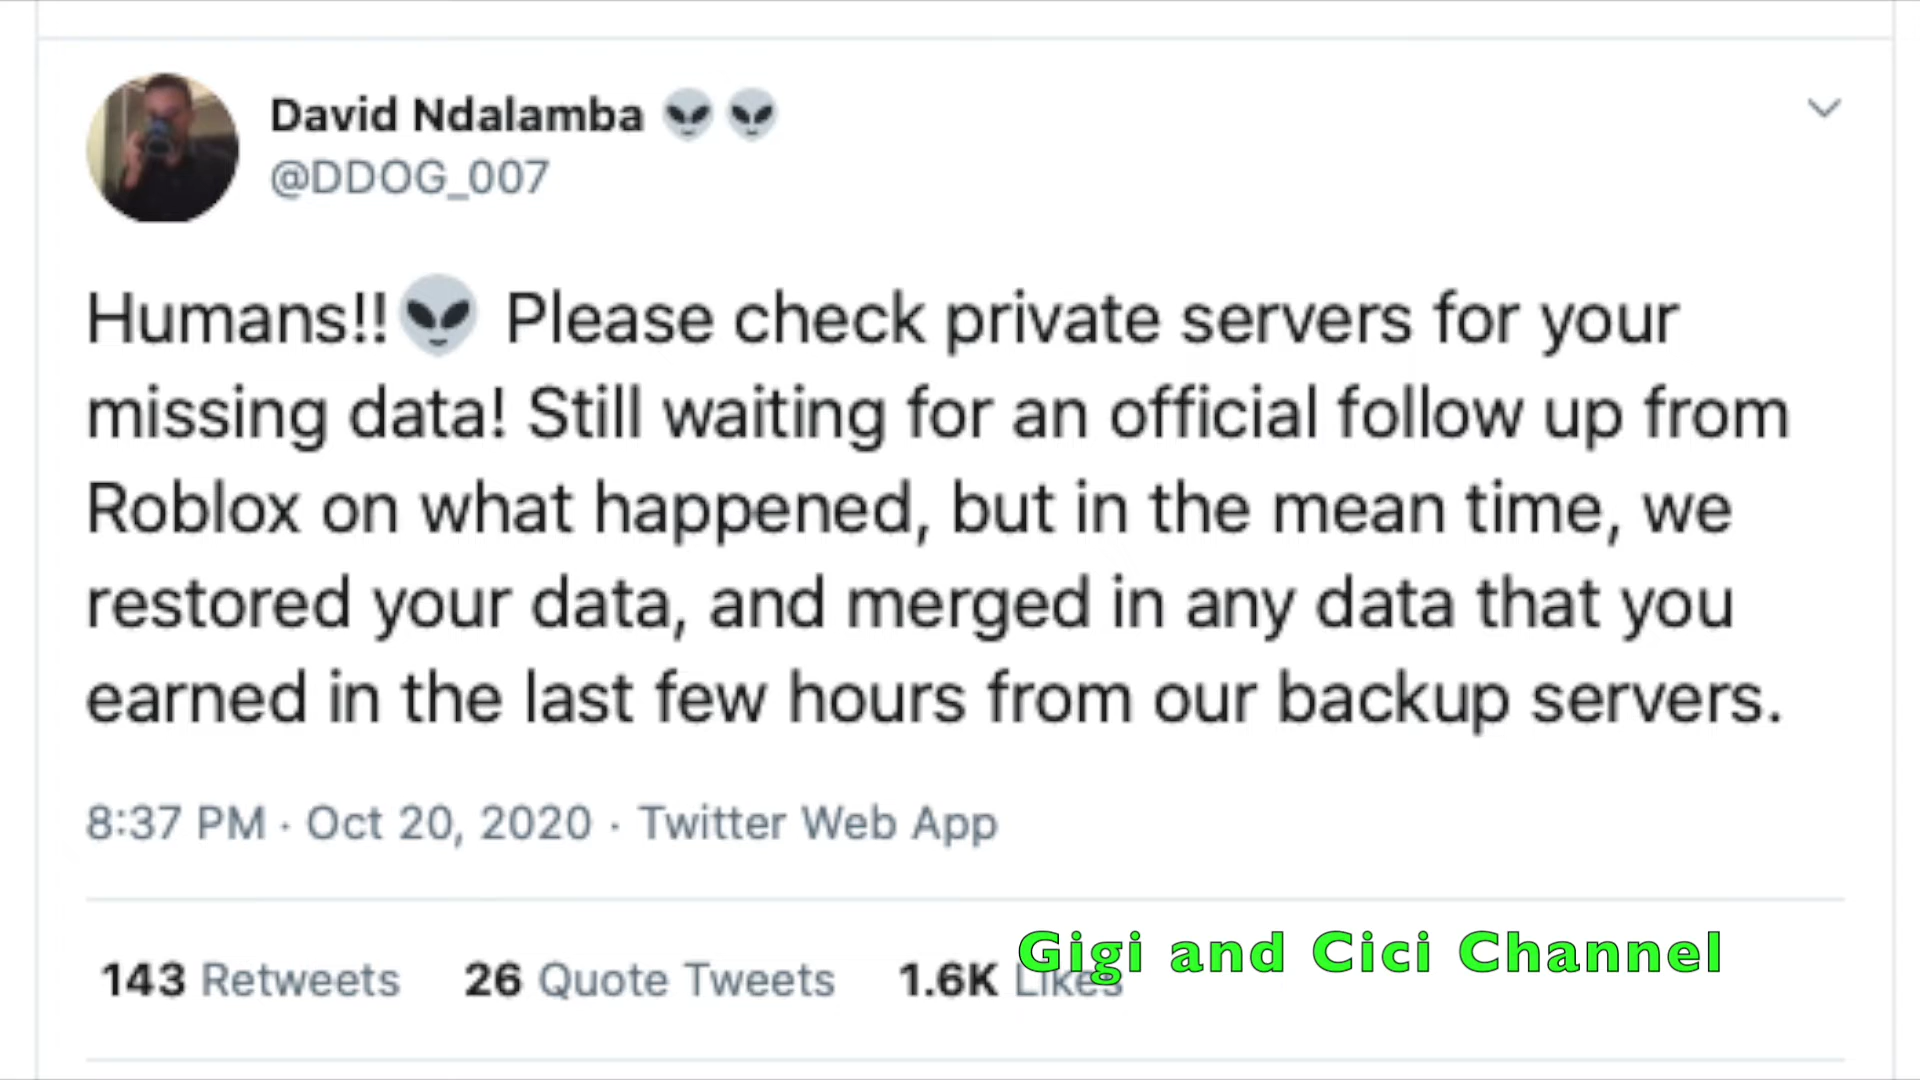 David Ndalamba 👽👽
@DDOG_007
Humans!!👽 Please check private servers for your
missing data! Still waiting for an official follow up from
Roblox on what happened, but in the mean time, we
restored your data, and merged in any data that you
earned in the last few hours from our backup servers.
8:37 PM · Oct 20, 2020 · Twitter Web App
143 Retweets 26 Quote Tweets 1.6K Likes
Gigi and Cici Channel